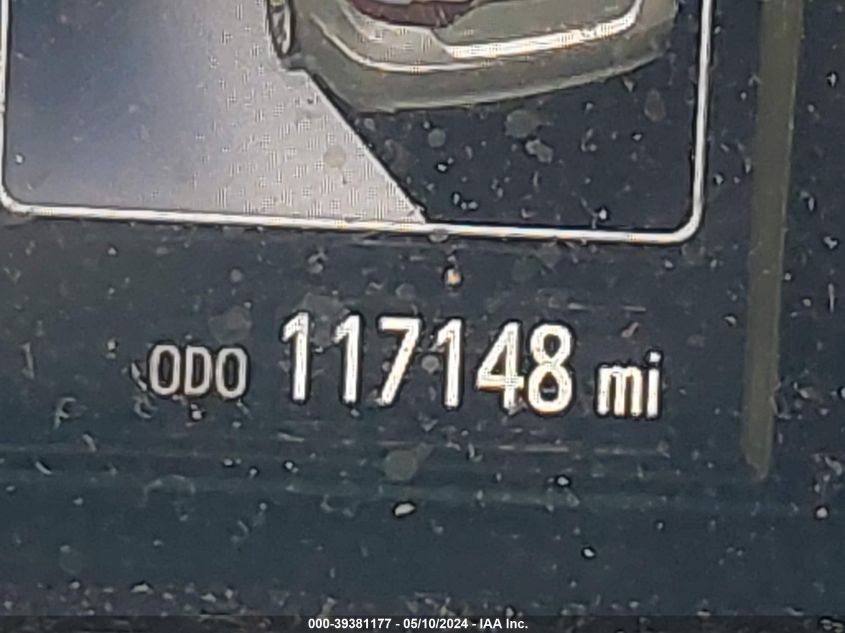 ODO 117148 mi
000-39381177 - 05/10/2024 - IAA Inc.